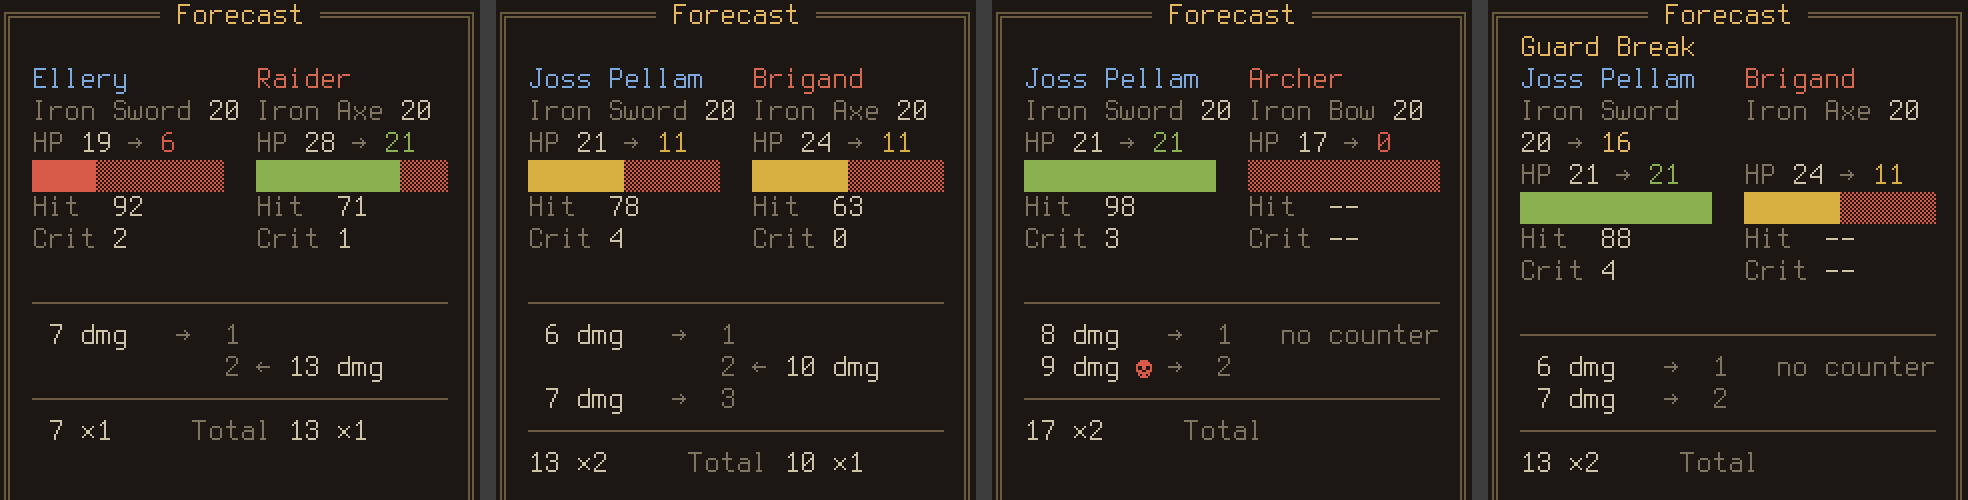 Forecast
Ellery Raider
Iron Sword 20 Iron Axe 20
HP 19 → 6 HP 28 → 21
Hit 92 Hit 71
Crit 2 Crit 1
7 dmg → 1
2 ← 13 dmg
7 ×1 Total 13 ×1
Forecast
Joss Pellam Brigand
Iron Sword 20 Iron Axe 20
HP 21 → 11 HP 24 → 11
Hit 78 Hit 63
Crit 4 Crit 0
6 dmg → 1
2 ← 10 dmg
7 dmg → 3
13 ×2 Total 10 ×1
Forecast
Joss Pellam Archer
Iron Sword 20 Iron Bow 20
HP 21 → 21 HP 17 → 0
Hit 98 Hit --
Crit 3 Crit --
8 dmg → 1 no counter
9 dmg 💀 → 2
17 ×2 Total
Forecast
Guard Break
Joss Pellam Brigand
Iron Sword Iron Axe 20
20 → 16
HP 21 → 21 HP 24 → 11
Hit 88 Hit --
Crit 4 Crit --
6 dmg → 1 no counter
7 dmg → 2
13 ×2 Total